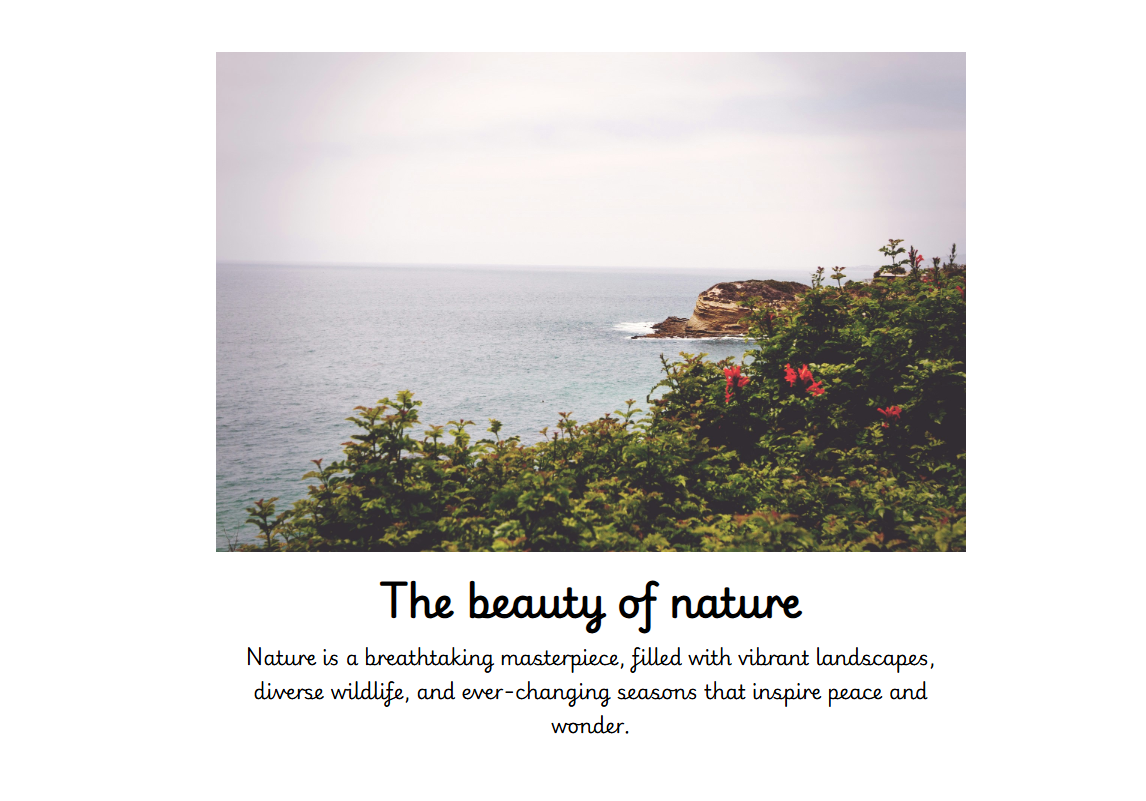 The beauty of nature
Nature is a breathtaking masterpiece, filled with vibrant landscapes,
diverse wildlife, and ever-changing seasons that inspire peace and
wonder.